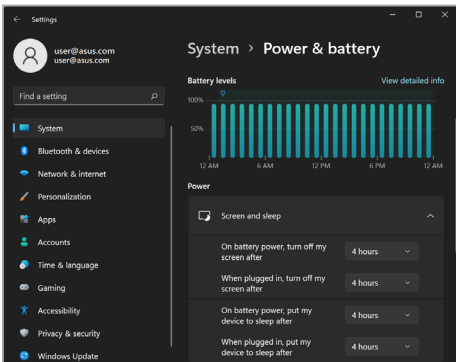 Settings
user@asus.com
user@asus.com
Find a setting
System
Bluetooth & devices
Network & internet
Personalization
Apps
Accounts
Time & language
Gaming
Accessibility
Privacy & security
Windows Update
System > Power & battery
Battery levels
View detailed info
100%
50%
12 AM
6 AM
12 PM
6 PM
12 AM
Power
Screen and sleep
On battery power, turn off my
screen after
4 hours
When plugged in, turn off my
screen after
4 hours
On battery power, put my
device to sleep after
4 hours
When plugged in, put my
device to sleep after
4 hours